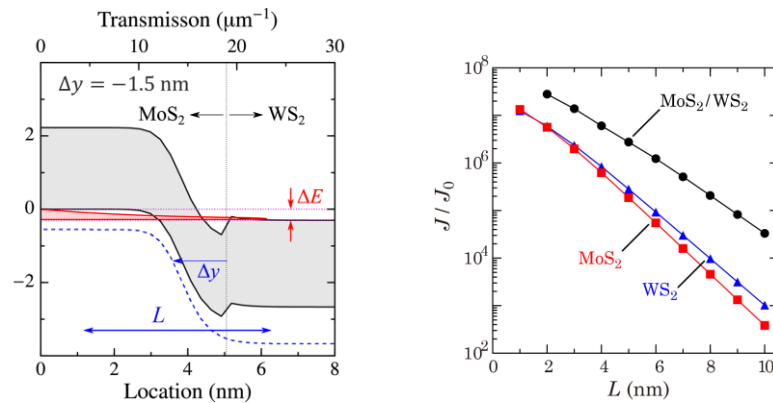 Transmisson (μm⁻¹)
0 10 20 30
Δy = −1.5 nm
MoS₂ WS₂
2
0
−2
ΔE
Δy
L
0 2 4 6 8
Location (nm)
10⁸
10⁶
10⁴
10²
J / J₀
MoS₂/WS₂
MoS₂
WS₂
0 2 4 6 8 10
L (nm)